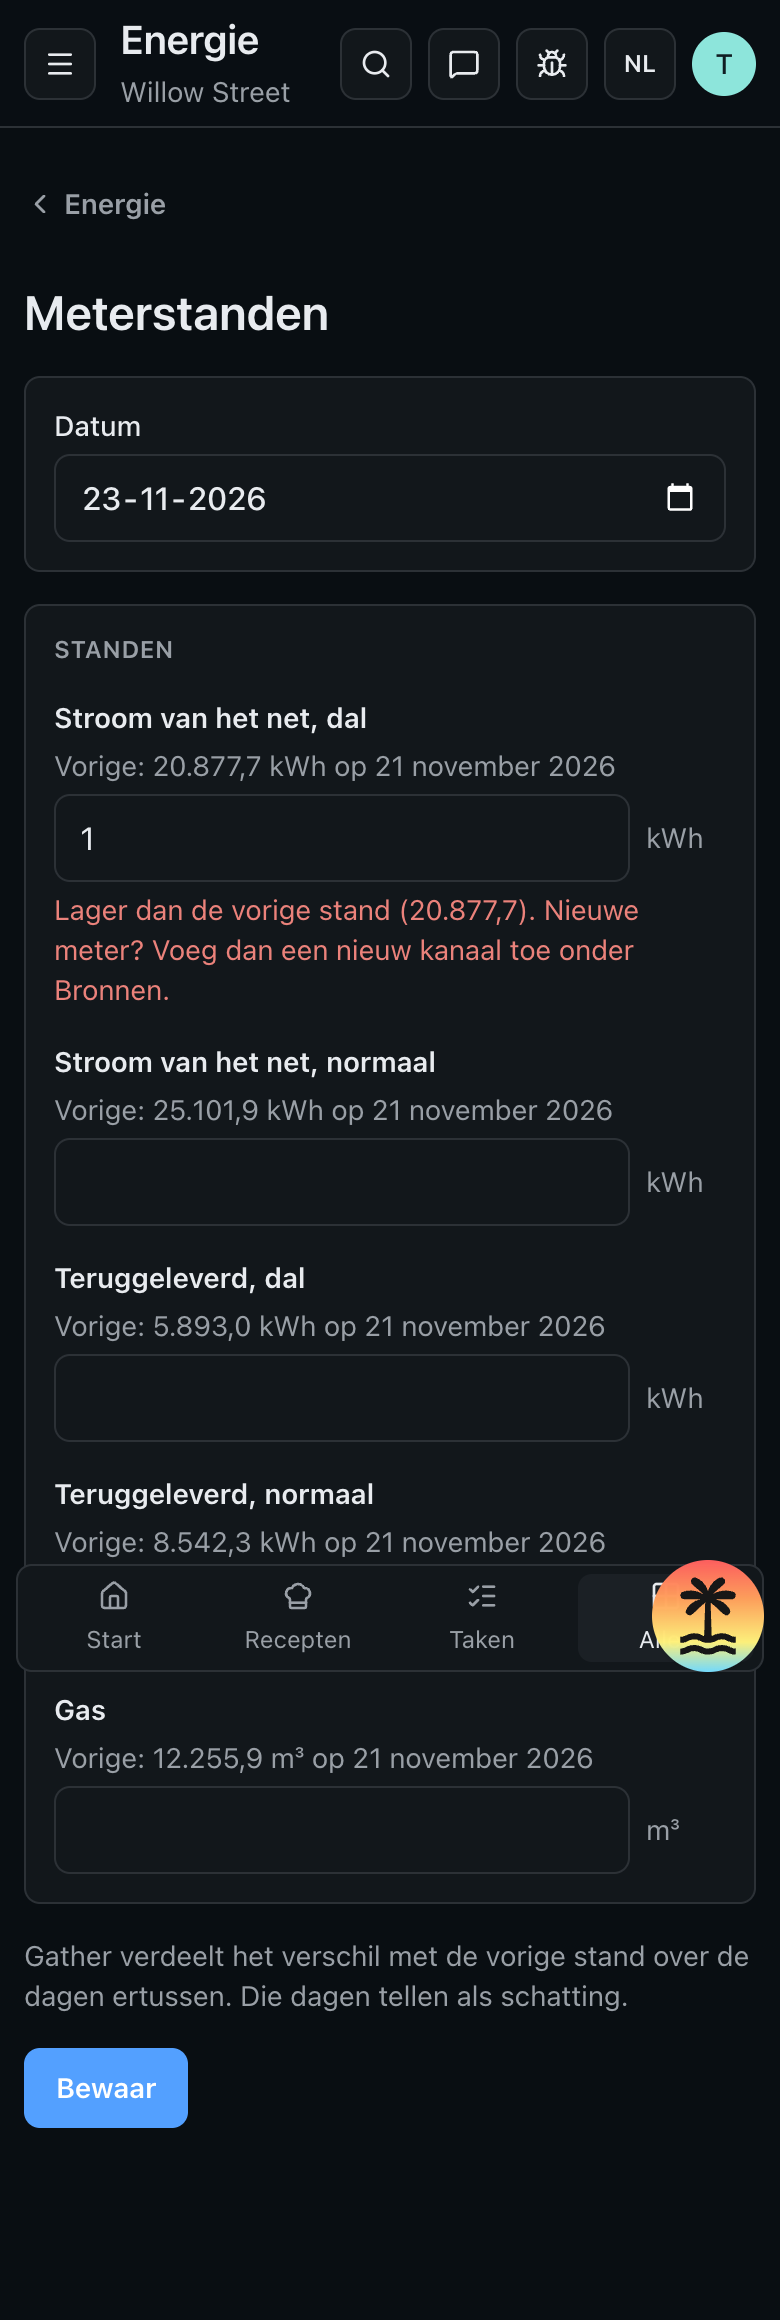 Energie
Willow Street
NL
T
Energie
Meterstanden
Datum
23-11-2026
STANDEN
Stroom van het net, dal
Vorige: 20.877,7 kWh op 21 november 2026
1
kWh
Lager dan de vorige stand (20.877,7). Nieuwe
meter? Voeg dan een nieuw kanaal toe onder
Bronnen.
Stroom van het net, normaal
Vorige: 25.101,9 kWh op 21 november 2026
kWh
Teruggeleverd, dal
Vorige: 5.893,0 kWh op 21 november 2026
kWh
Teruggeleverd, normaal
Vorige: 8.542,3 kWh op 21 november 2026
Start
Recepten
Taken
Gas
Vorige: 12.255,9 m³ op 21 november 2026
m³
Gather verdeelt het verschil met de vorige stand over de
dagen ertussen. Die dagen tellen als schatting.
Bewaar